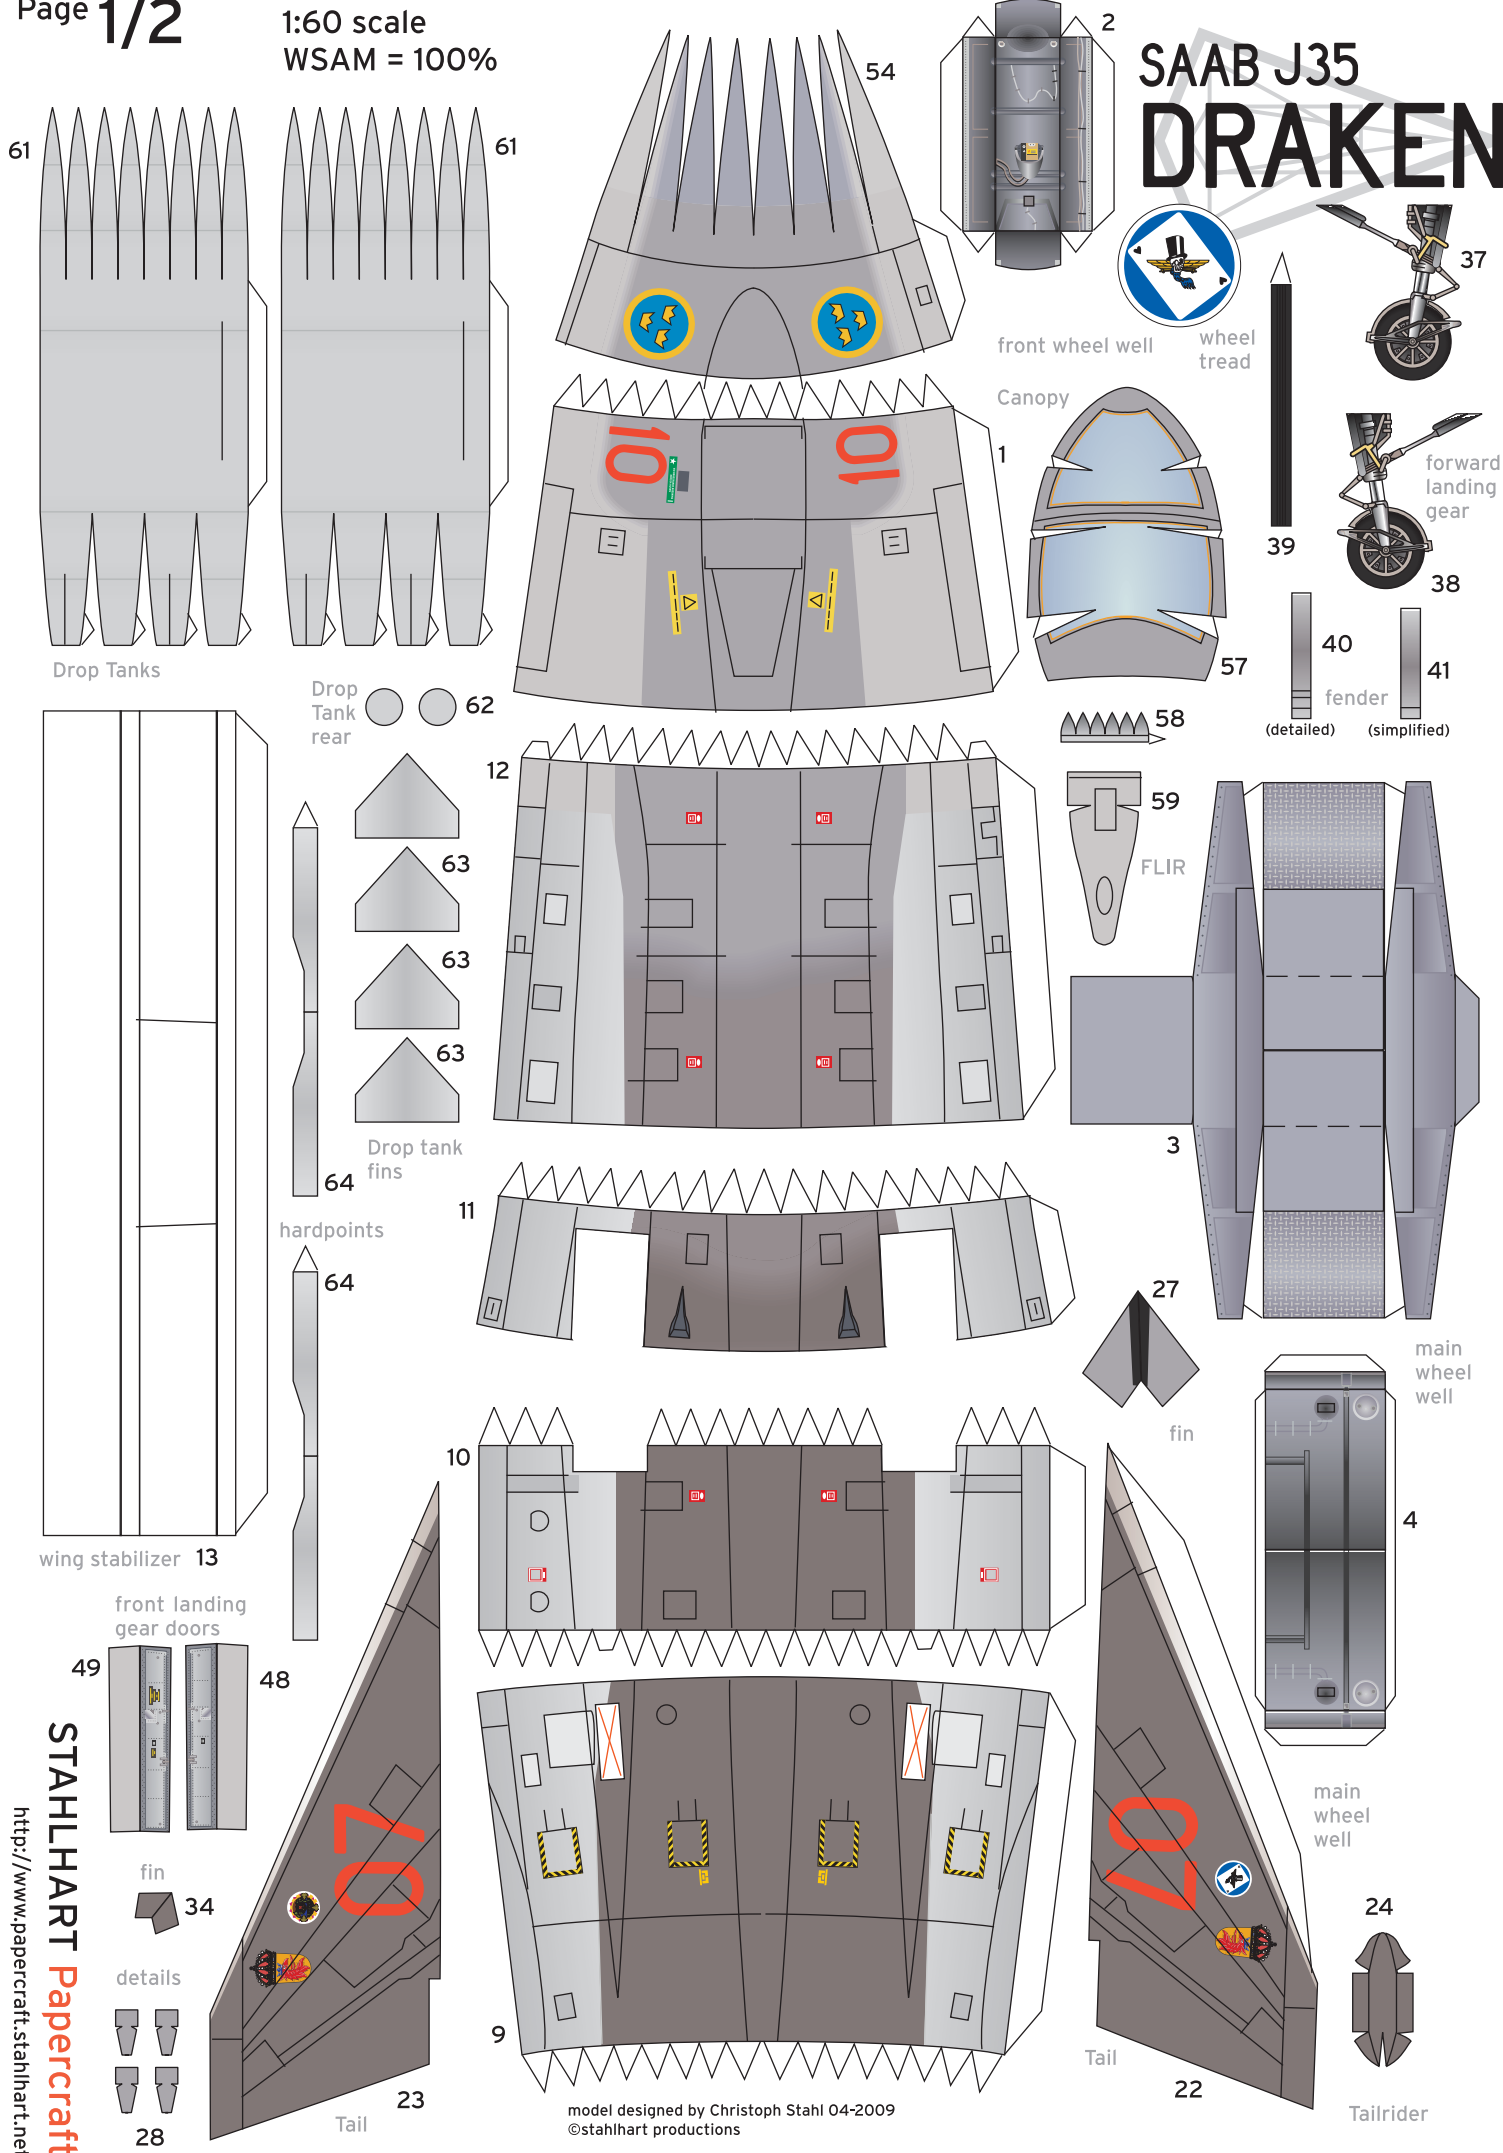 Page 1/2
1:60 scale
WSAM = 100%
SAAB J35
DRAKEN
61
61
54
2
37
front wheel well
wheel
tread
Canopy
10
10
1
forward
landing
gear
39
38
40
41
fender
(detailed)
(simplified)
57
Drop Tanks
Drop
Tank
rear
62
58
12
59
FLIR
63
63
63
Drop tank
fins
64
3
hardpoints
11
64
27
main
wheel
well
fin
10
4
wing stabilizer 13
front landing
gear doors
49
48
main
wheel
well
07
07
fin
34
24
details
9
Tail
22
23
Tail
28
Tailrider
model designed by Christoph Stahl 04-2009
©stahlhart productions
STAHLHART Papercraft
http://www.papercraft.stahlhart.net